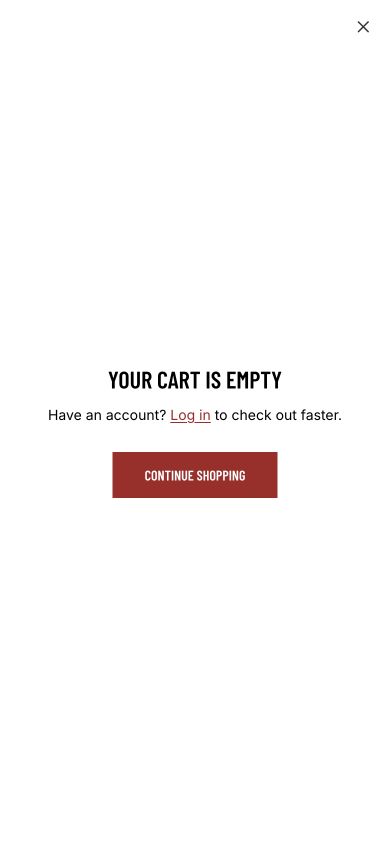 YOUR CART IS EMPTY
Have an account? Log in to check out faster.
CONTINUE SHOPPING